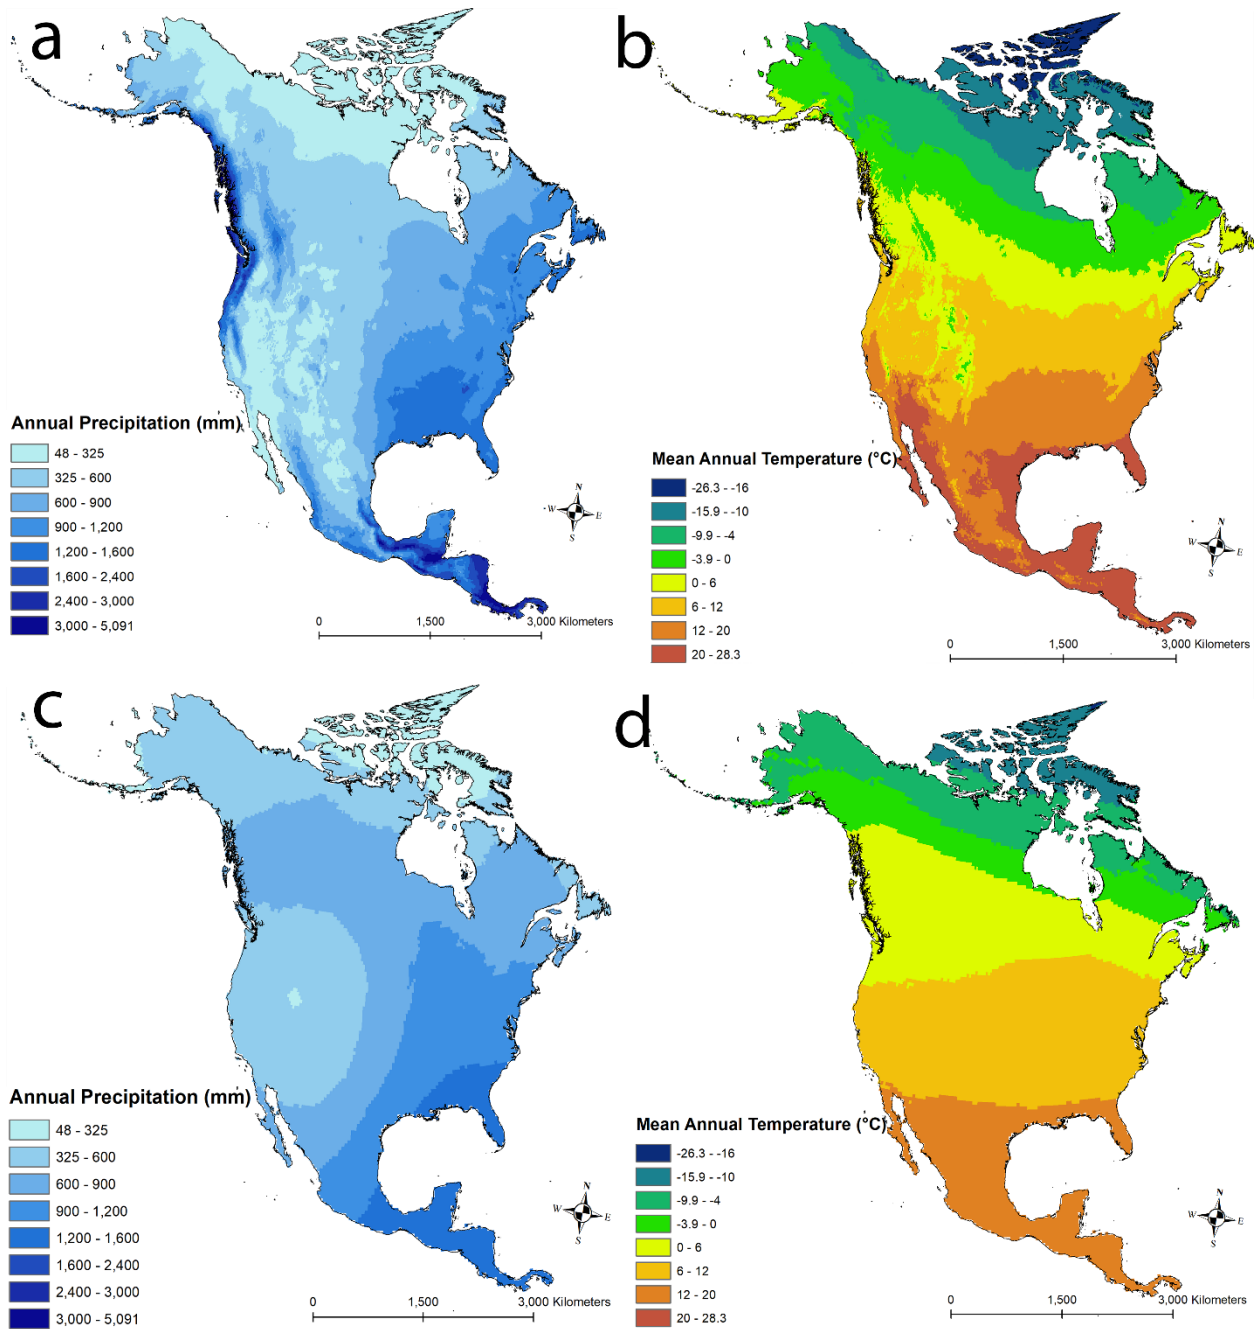 a
b
Annual Precipitation (mm)
48 - 325
325 - 600
600 - 900
900 - 1,200
1,200 - 1,600
1,600 - 2,400
2,400 - 3,000
3,000 - 5,091
N
W E
S
0 1,500 3,000 Kilometers
Mean Annual Temperature (°C)
-26.3 - -16
-15.9 - -10
-9.9 - -4
-3.9 - 0
0 - 6
6 - 12
12 - 20
20 - 28.3
N
W E
S
0 1,500 3,000 Kilometers
c
d
Annual Precipitation (mm)
48 - 325
325 - 600
600 - 900
900 - 1,200
1,200 - 1,600
1,600 - 2,400
2,400 - 3,000
3,000 - 5,091
N
W E
S
0 1,500 3,000 Kilometers
Mean Annual Temperature (°C)
-26.3 - -16
-15.9 - -10
-9.9 - -4
-3.9 - 0
0 - 6
6 - 12
12 - 20
20 - 28.3
N
W E
S
0 1,500 3,000 Kilometers